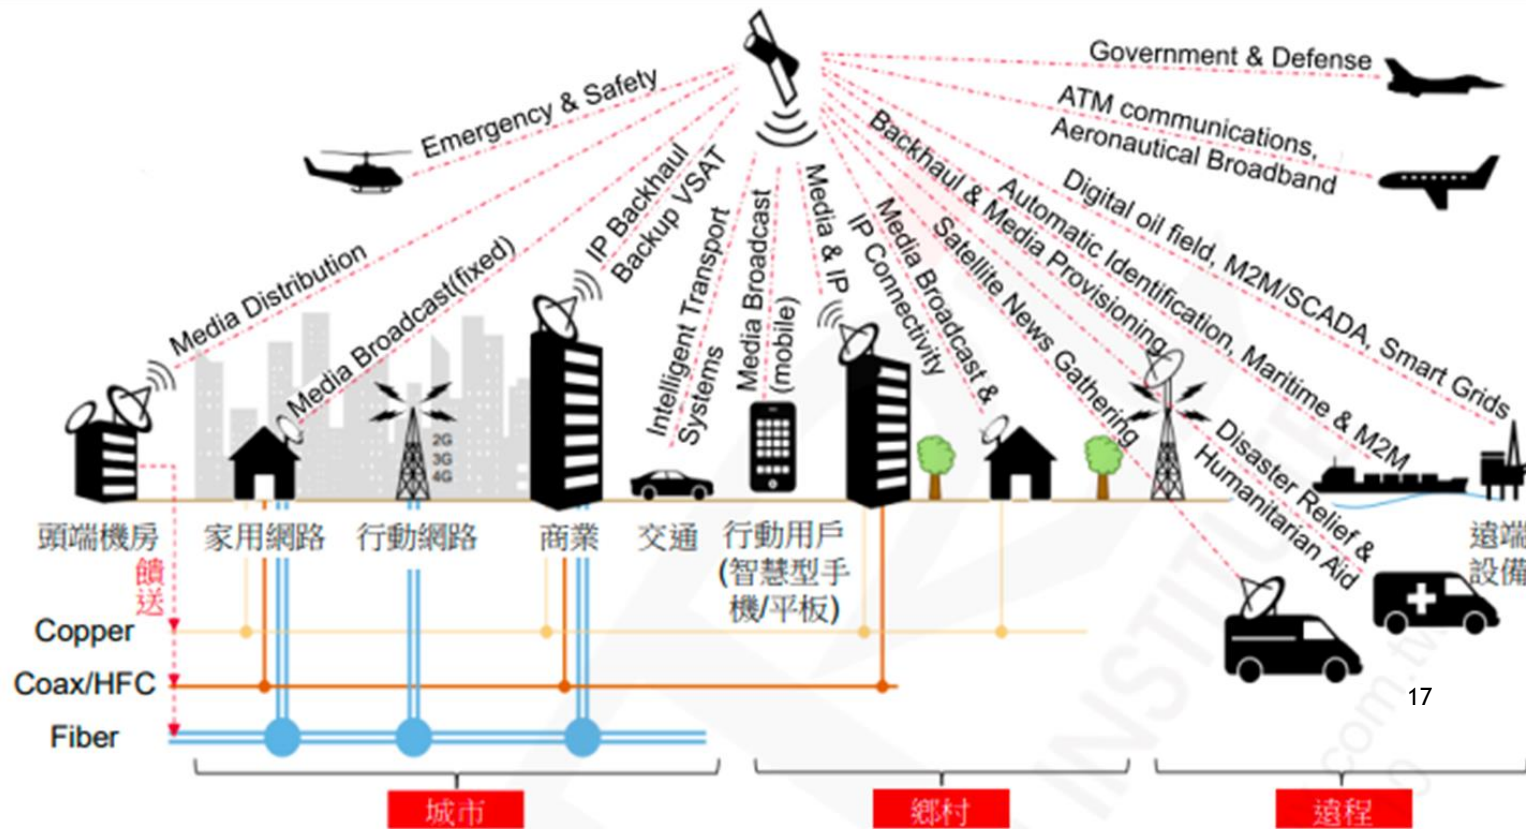 Government & Defense
ATM communications,
Aeronautical Broadband
Emergency & Safety
Digital oil field, M2M/SCADA, Smart Grids
Automatic Identification, Maritime & M2M
Backhaul & Media Provisioning
Satellite News Gathering
Media Broadcast &
IP Connectivity
Media & IP
Media Broadcast
(mobile)
Intelligent Transport
Systems
IP Backhaul
Backup VSAT
Media Broadcast(fixed)
Media Distribution
Disaster Relief &
Humanitarian Aid
2G
3G
4G
頭端機房
家用網路
行動網路
商業
交通
行動用戶
(智慧型手
機/平板)
遠端
設備
饋送
Copper
Coax/HFC
Fiber
17
城市
鄉村
遠程
INSTITUTE
com.tw